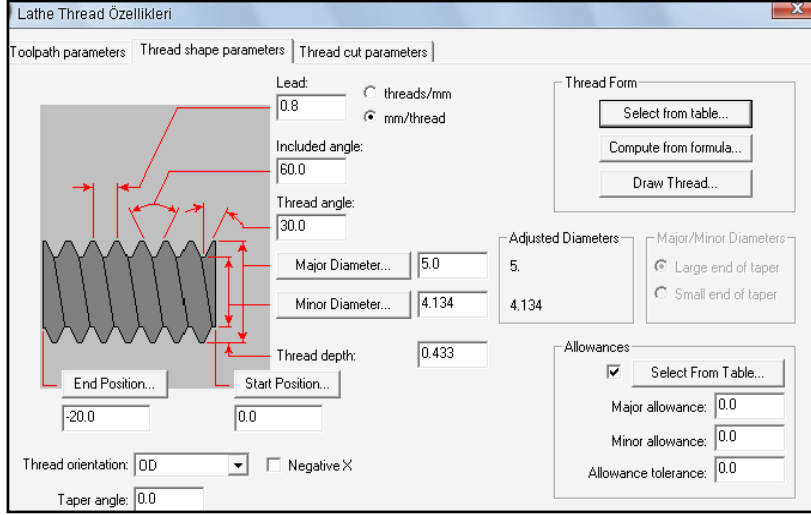 Lathe Thread Özellikleri
X
Toolpath parameters Thread shape parameters Thread cut parameters
Lead:
0.8
threads/mm
mm/thread
Included angle:
60.0
Thread angle:
30.0
Major Diameter... 5.0
Minor Diameter... 4.134
Thread depth: 0.433
End Position... Start Position...
-20.0 0.0
Thread orientation: OD Negative X
Taper angle: 0.0
Thread Form
Select from table...
Compute from formula...
Draw Thread...
Adjusted Diameters
5.
4.134
Major/Minor Diameters
Large end of taper
Small end of taper
Allowances
Select From Table...
Major allowance: 0.0
Minor allowance: 0.0
Allowance tolerance: 0.0